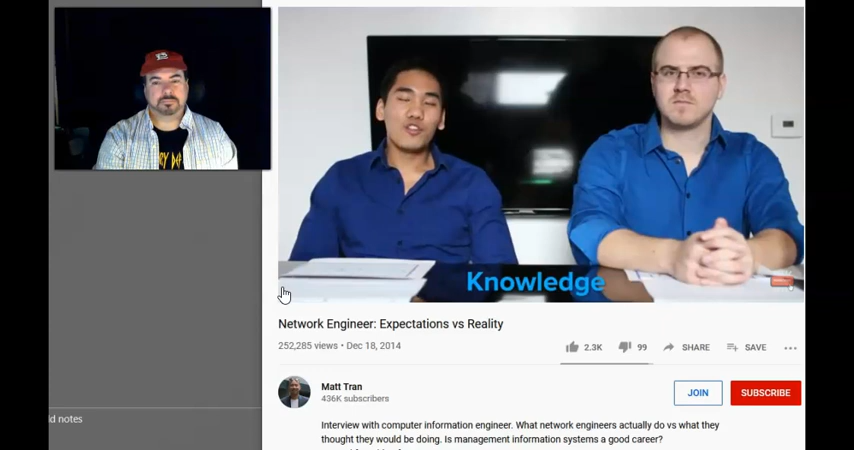 Knowledge
Network Engineer: Expectations vs Reality
252,285 views • Dec 18, 2014
2.3K
99
SHARE
SAVE
Matt Tran
436K subscribers
JOIN
SUBSCRIBE
Interview with computer information engineer. What network engineers actually do vs what they
thought they would be doing. Is management information systems a good career?
d notes